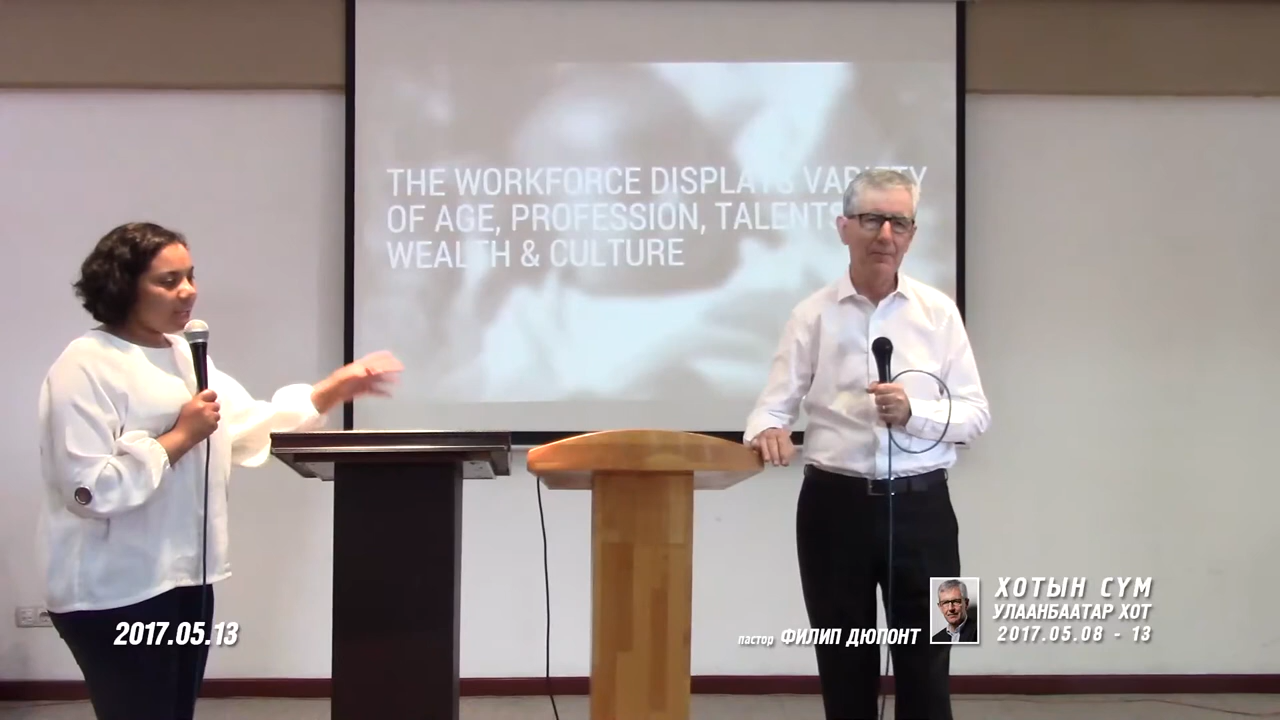 THE WORKFORCE DISPLAYS VARIETY
OF AGE, PROFESSION, TALENTS
WEALTH & CULTURE
2017.05.13
пастор ФИЛИП ДЮПОНТ
ХОТЫН СҮМ
УЛААНБААТАР ХОТ
2017.05.08 - 13